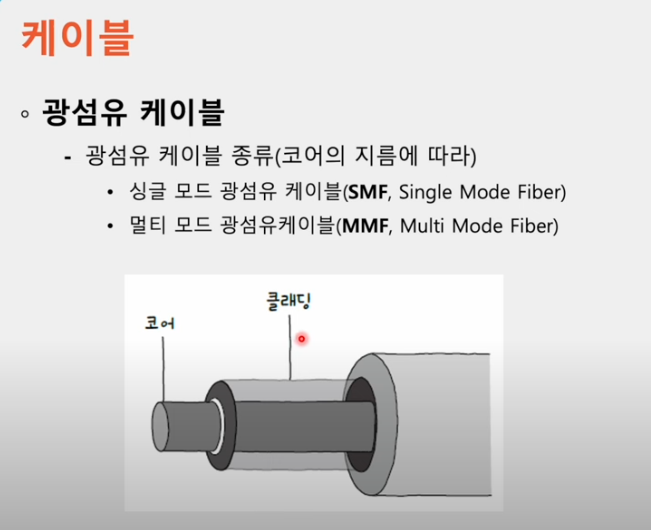 케이블
◦ 광섬유 케이블
- 광섬유 케이블 종류(코어의 지름에 따라)
• 싱글 모드 광섬유 케이블(SMF, Single Mode Fiber)
• 멀티 모드 광섬유케이블(MMF, Multi Mode Fiber)
클래딩
코어